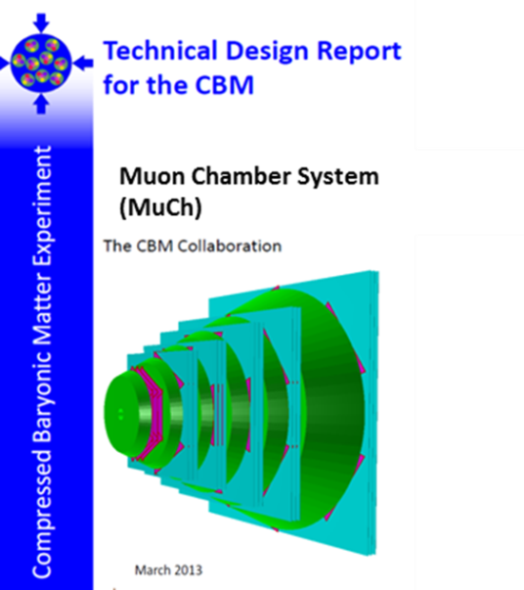 Technical Design Report
for the CBM
Compressed Baryonic Matter Experiment
Muon Chamber System
(MuCh)
The CBM Collaboration
March 2013